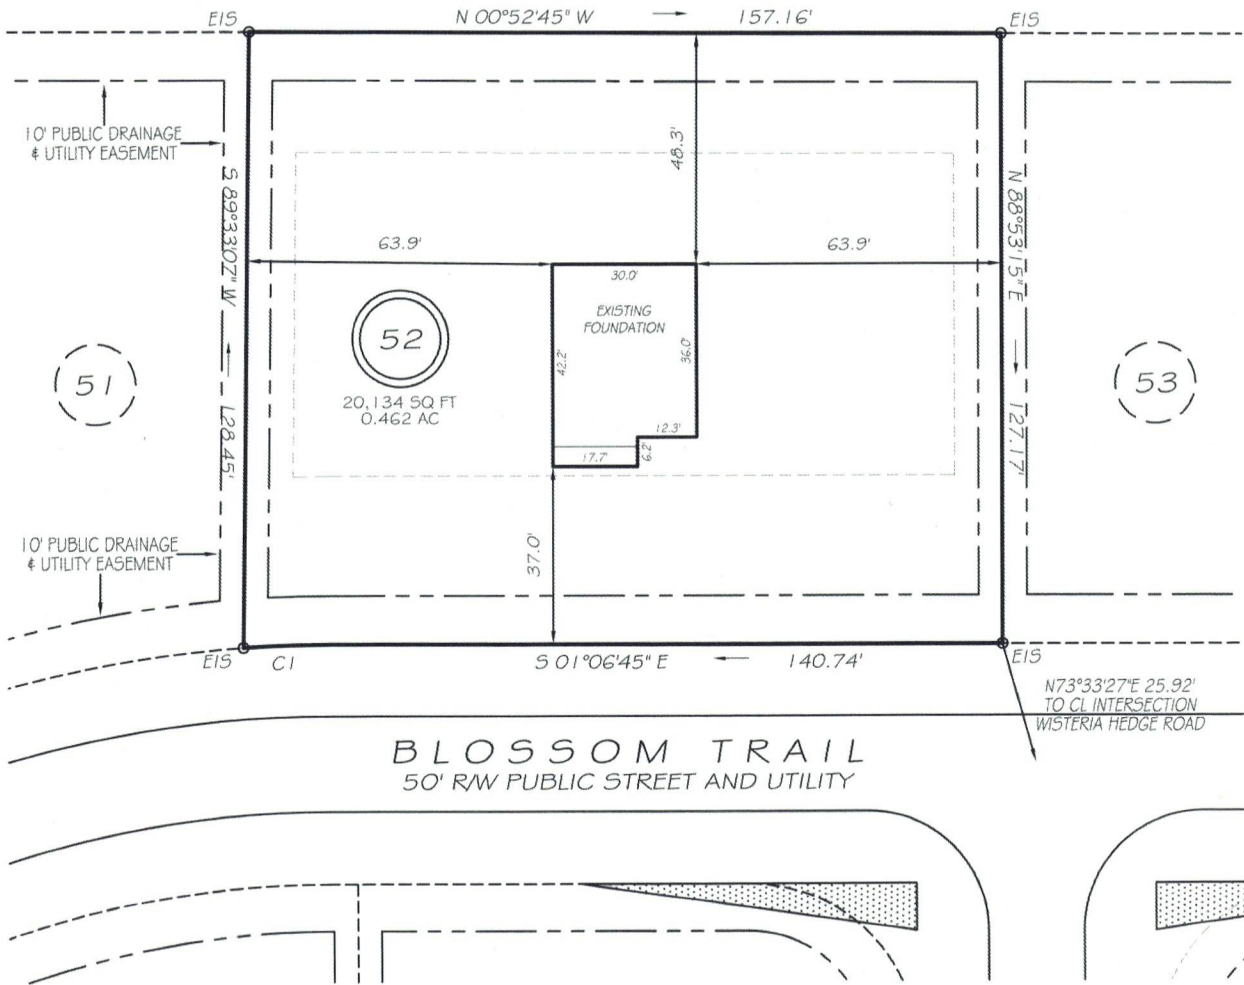 EIS
N 00°52'45" W
157.16'
EIS
10' PUBLIC DRAINAGE
& UTILITY EASEMENT
S 89°33'07" W
128.45'
48.3'
N 88°53'15" E
127.17'
63.9'
63.9'
30.0'
EXISTING
FOUNDATION
42.2'
36.0'
52
20,134 SQ FT
0.462 AC
51
53
12.3'
6.2'
17.7'
37.0'
10' PUBLIC DRAINAGE
& UTILITY EASEMENT
EIS
C1
S 01°06'45" E
140.74'
EIS
N73°33'27"E 25.92'
TO CL INTERSECTION
WISTERIA HEDGE ROAD
BLOSSOM TRAIL
50' R/W PUBLIC STREET AND UTILITY